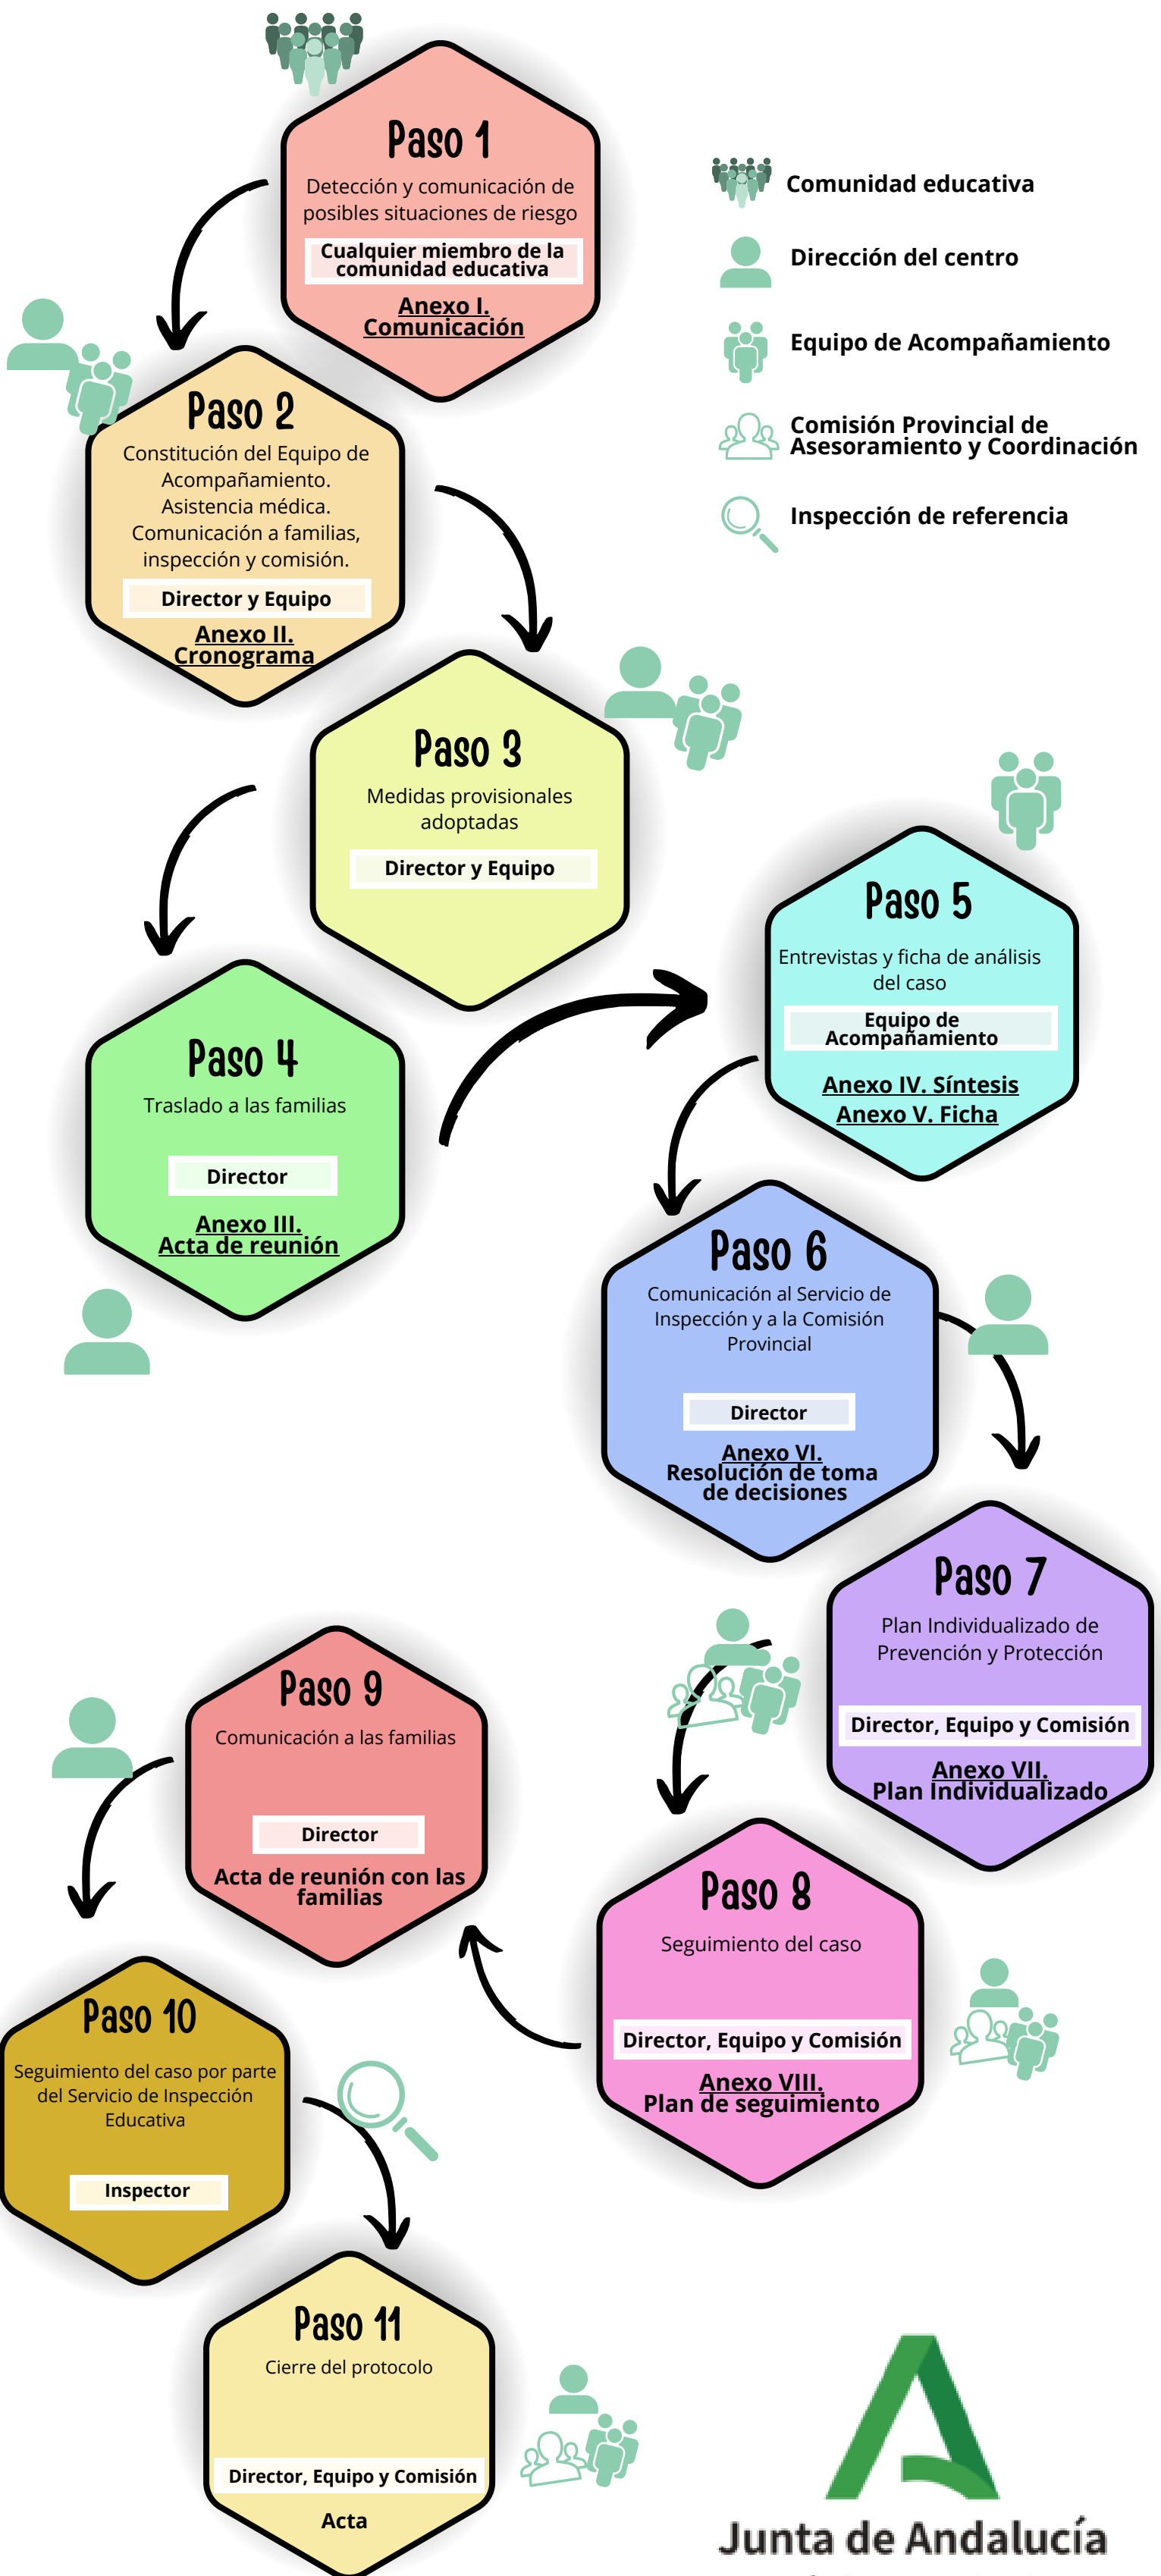 Paso 1
Detección y comunicación de
posibles situaciones de riesgo
Cualquier miembro de la
comunidad educativa
Anexo I.
Comunicación
Comunidad educativa
Dirección del centro
Equipo de Acompañamiento
Comisión Provincial de
Asesoramiento y Coordinación
Inspección de referencia
Paso 2
Constitución del Equipo de
Acompañamiento.
Asistencia médica.
Comunicación a familias,
inspección y comisión.
Director y Equipo
Anexo II.
Cronograma
Paso 3
Medidas provisionales
adoptadas
Director y Equipo
Paso 4
Traslado a las familias
Director
Anexo III.
Acta de reunión
Paso 5
Entrevistas y ficha de análisis
del caso
Equipo de
Acompañamiento
Anexo IV. Síntesis
Anexo V. Ficha
Paso 6
Comunicación al Servicio de
Inspección y a la Comisión
Provincial
Director
Anexo VI.
Resolución de toma
de decisiones
Paso 7
Plan Individualizado de
Prevención y Protección
Director, Equipo y Comisión
Anexo VII.
Plan Individualizado
Paso 8
Seguimiento del caso
Director, Equipo y Comisión
Anexo VIII.
Plan de seguimiento
Paso 9
Comunicación a las familias
Director
Acta de reunión con las
familias
Paso 10
Seguimiento del caso por parte
del Servicio de Inspección
Educativa
Inspector
Paso 11
Cierre del protocolo
Director, Equipo y Comisión
Acta
Junta de Andalucía